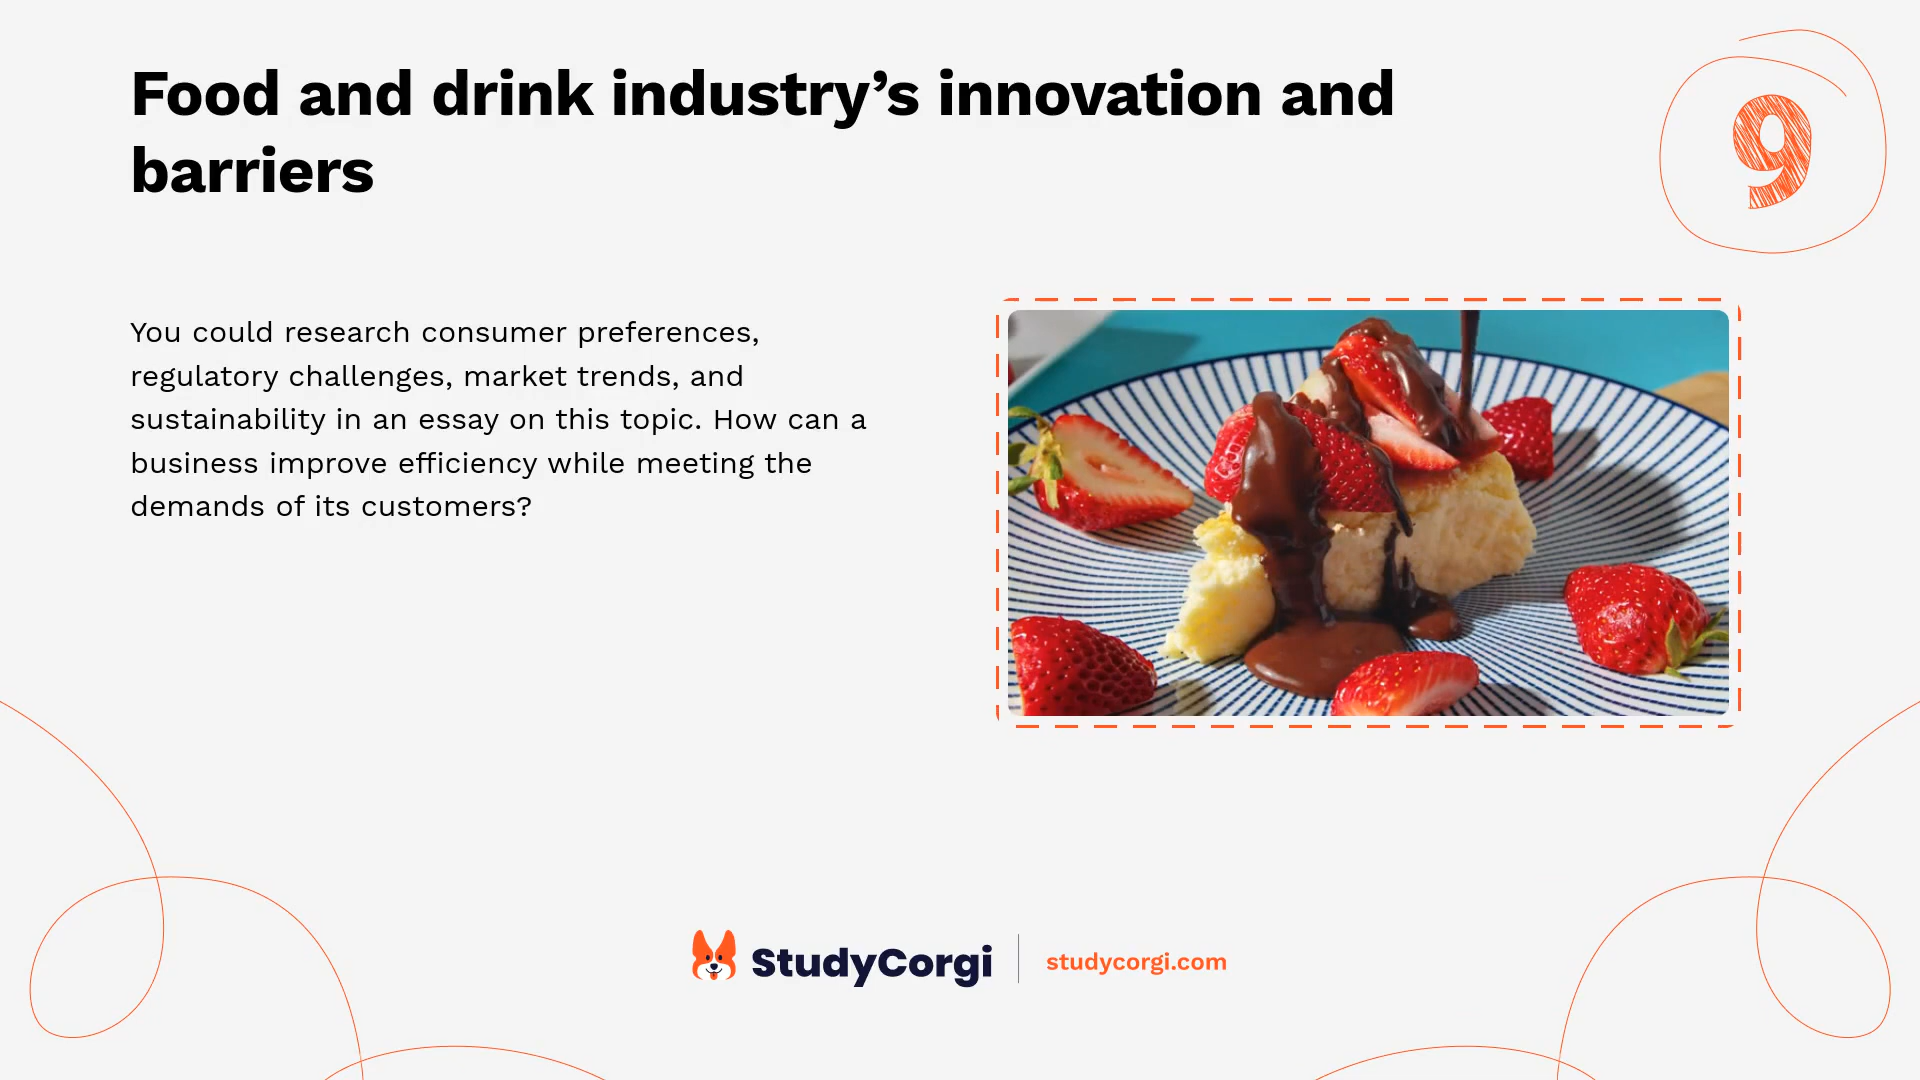 Food and drink industry’s innovation and
barriers
9
You could research consumer preferences,
regulatory challenges, market trends, and
sustainability in an essay on this topic. How can a
business improve efficiency while meeting the
demands of its customers?
StudyCorgi
studycorgi.com